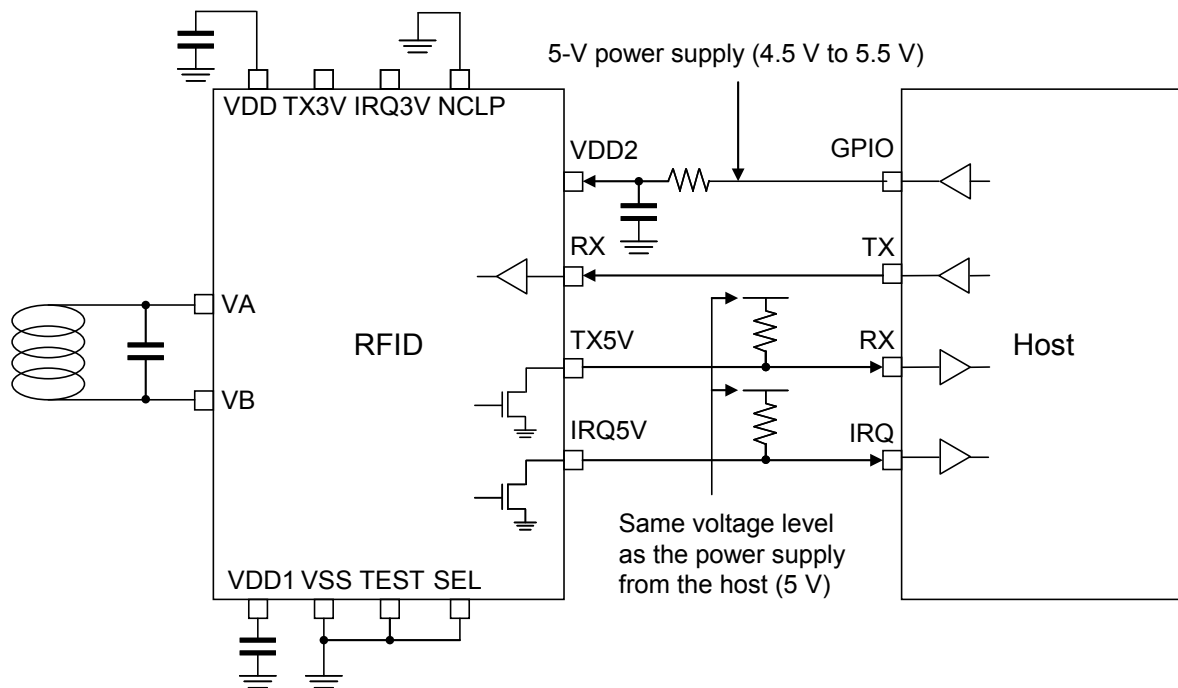 5-V power supply (4.5 V to 5.5 V)
VDD TX3V IRQ3V NCLP
VDD2
GPIO
RX
TX
VA
RFID
TX5V
RX
Host
VB
IRQ5V
IRQ
Same voltage level
as the power supply
from the host (5 V)
VDD1 VSS TEST SEL